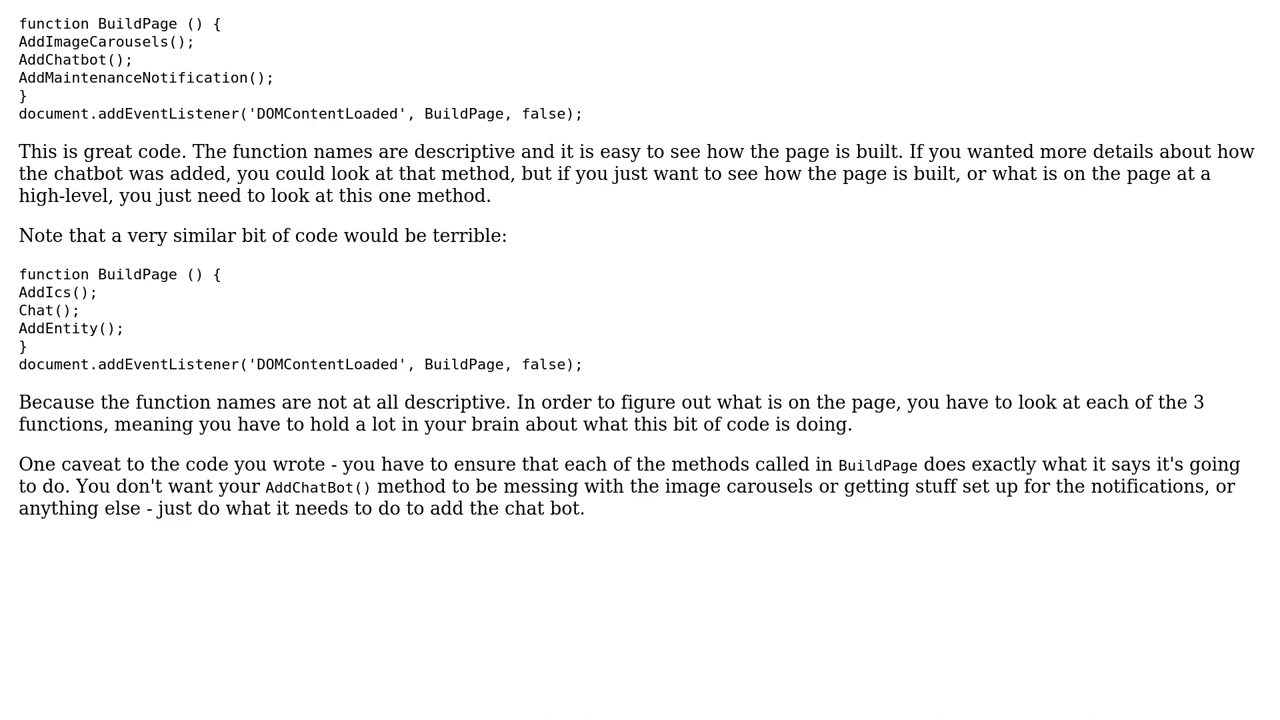 function BuildPage () {
AddImageCarousels();
AddChatbot();
AddMaintenanceNotification();
}
document.addEventListener('DOMContentLoaded', BuildPage, false);
This is great code. The function names are descriptive and it is easy to see how the page is built. If you wanted more details about how
the chatbot was added, you could look at that method, but if you just want to see how the page is built, or what is on the page at a
high-level, you just need to look at this one method.
Note that a very similar bit of code would be terrible:
function BuildPage () {
AddIcs();
Chat();
AddEntity();
}
document.addEventListener('DOMContentLoaded', BuildPage, false);
Because the function names are not at all descriptive. In order to figure out what is on the page, you have to look at each of the 3
functions, meaning you have to hold a lot in your brain about what this bit of code is doing.
One caveat to the code you wrote - you have to ensure that each of the methods called in BuildPage does exactly what it says it's going
to do. You don't want your AddChatBot() method to be messing with the image carousels or getting stuff set up for the notifications, or
anything else - just do what it needs to do to add the chat bot.